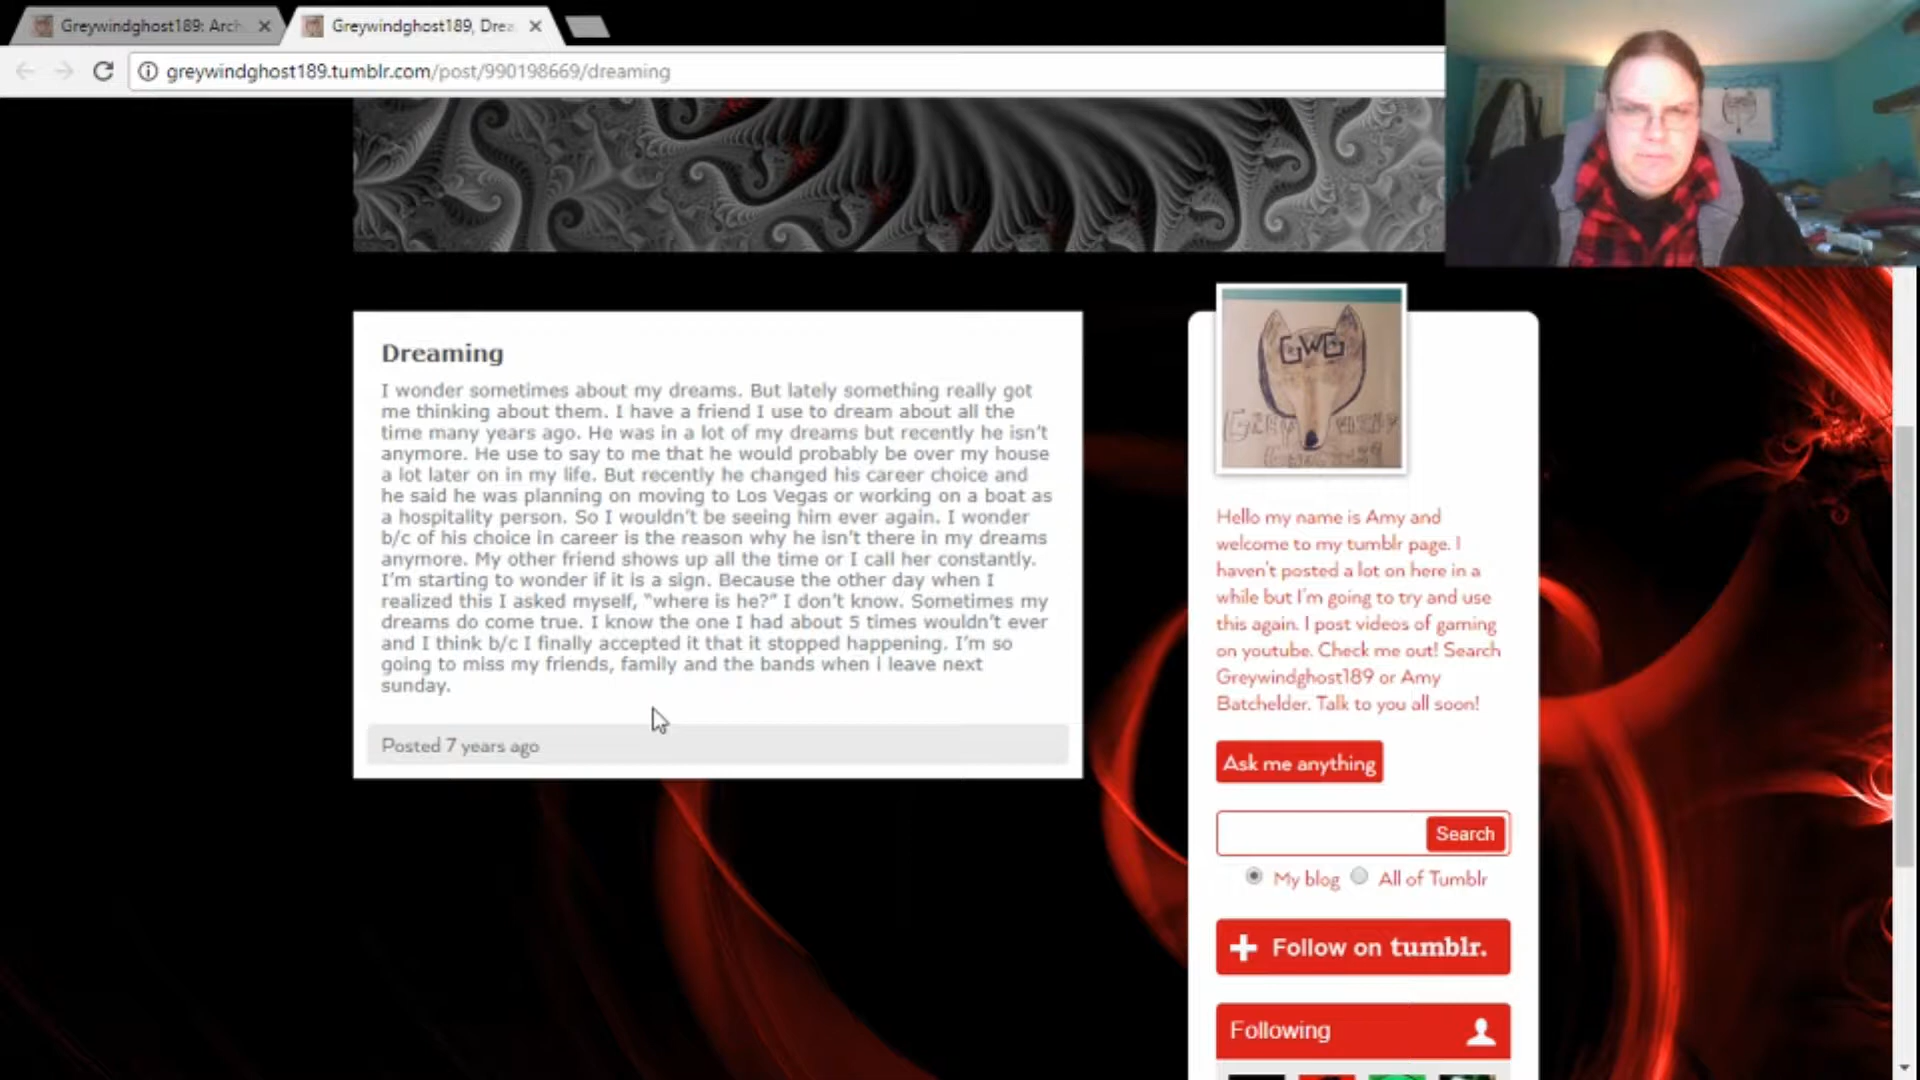 Greywindghost189: Arch
Greywindghost189, Drea
greywindghost189.tumblr.com/post/990198669/dreaming
Dreaming
I wonder sometimes about my dreams. But lately something really got
me thinking about them. I have a friend I use to dream about all the
time many years ago. He was in a lot of my dreams but recently he isn't
anymore. He use to say to me that he would probably be over my house
a lot later on in my life. But recently he changed his career choice and
he said he was planning on moving to Los Vegas or working on a boat as
a hospitality person. So I wouldn't be seeing him ever again. I wonder
b/c of his choice in career is the reason why he isn't there in my dreams
anymore. My other friend shows up all the time or I call her constantly.
I'm starting to wonder if it is a sign. Because the other day when I
realized this I asked myself, "where is he?" I don't know. Sometimes my
dreams do come true. I know the one I had about 5 times wouldn't ever
and I think b/c I finally accepted it that it stopped happening. I'm so
going to miss my friends, family and the bands when i leave next
sunday.
Posted 7 years ago
GWG
Hello my name is Amy and
welcome to my tumblr page. I
haven't posted a lot on here in a
while but I'm going to try and use
this again. I post videos of gaming
on youtube. Check me out! Search
Greywindghost189 or Amy
Batchelder. Talk to you all soon!
Ask me anything
Search
My blog All of Tumblr
Follow on tumblr.
Following